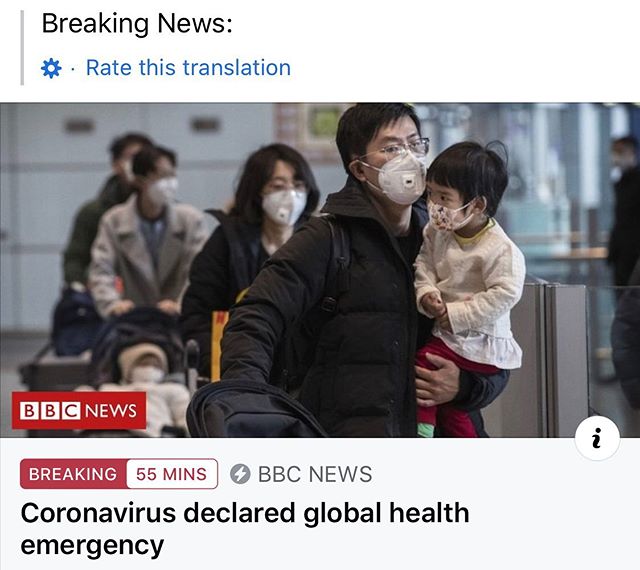 Breaking News:
· Rate this translation
BBC NEWS
BREAKING 55 MINS BBC NEWS
Coronavirus declared global health
emergency